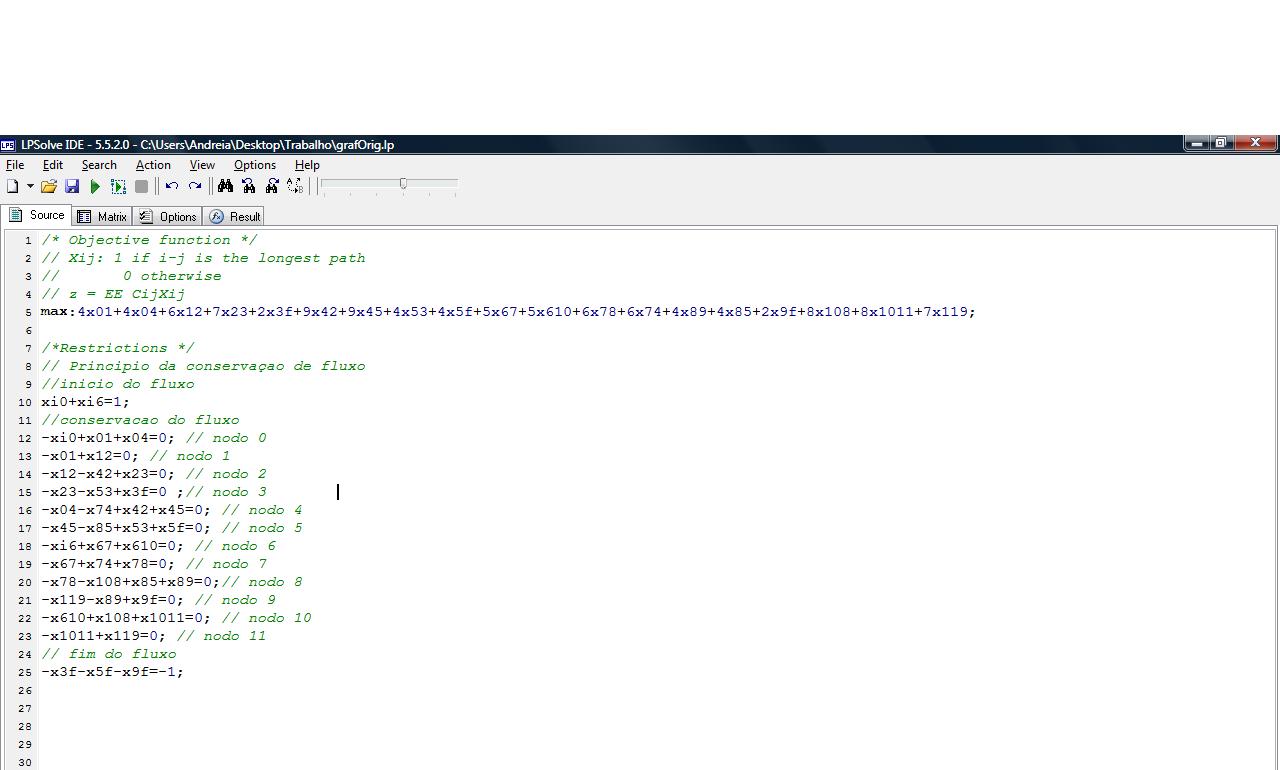 LPS LPSolve IDE - 5.5.2.0 - C:\Users\Andreia\Desktop\Trabalho\grafOrig.lp
File Edit Search Action View Options Help
Source Matrix Options Result
1 /* Objective function */
2 // Xij: 1 if i-j is the longest path
3 //       0 otherwise
4 // z = EE CijXij
5 max:4x01+4x04+6x12+7x23+2x3f+9x42+9x45+4x53+4x5f+5x67+5x610+6x78+6x74+4x89+4x85+2x9f+8x108+8x1011+7x119;
6
7 /*Restrictions */
8 // Principio da conservaçao de fluxo
9 //inicio do fluxo
10 xi0+xi6=1;
11 //conservacao do fluxo
12 -xi0+x01+x04=0; // nodo 0
13 -x01+x12=0; // nodo 1
14 -x12-x42+x23=0; // nodo 2
15 -x23-x53+x3f=0 ;// nodo 3
16 -x04-x74+x42+x45=0; // nodo 4
17 -x45-x85+x53+x5f=0; // nodo 5
18 -xi6+x67+x610=0; // nodo 6
19 -x67+x74+x78=0; // nodo 7
20 -x78-x108+x85+x89=0;// nodo 8
21 -x119-x89+x9f=0; // nodo 9
22 -x610+x108+x1011=0; // nodo 10
23 -x1011+x119=0; // nodo 11
24 // fim do fluxo
25 -x3f-x5f-x9f=-1;
26
27
28
29
30